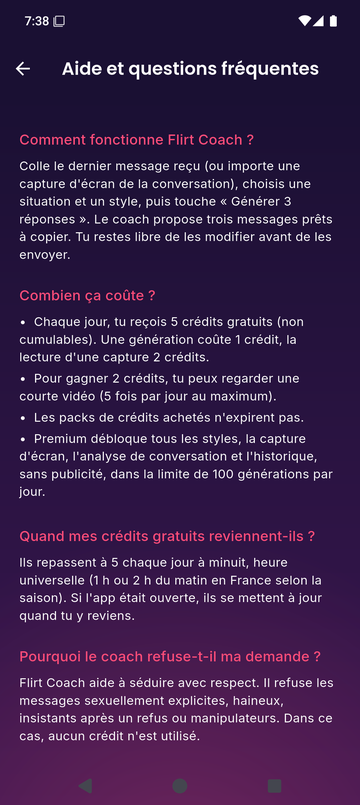 7:38
Aide et questions fréquentes
Comment fonctionne Flirt Coach ?
Colle le dernier message reçu (ou importe une
capture d'écran de la conversation), choisis une
situation et un style, puis touche « Générer 3
réponses ». Le coach propose trois messages prêts
à copier. Tu restes libre de les modifier avant de les
envoyer.
Combien ça coûte ?
• Chaque jour, tu reçois 5 crédits gratuits (non
cumulables). Une génération coûte 1 crédit, la
lecture d'une capture 2 crédits.
• Pour gagner 2 crédits, tu peux regarder une
courte vidéo (5 fois par jour au maximum).
• Les packs de crédits achetés n'expirent pas.
• Premium débloque tous les styles, la capture
d'écran, l'analyse de conversation et l'historique,
sans publicité, dans la limite de 100 générations par
jour.
Quand mes crédits gratuits reviennent-ils ?
Ils repassent à 5 chaque jour à minuit, heure
universelle (1 h ou 2 h du matin en France selon la
saison). Si l'app était ouverte, ils se mettent à jour
quand tu y reviens.
Pourquoi le coach refuse-t-il ma demande ?
Flirt Coach aide à séduire avec respect. Il refuse les
messages sexuellement explicites, haineux,
insistants après un refus ou manipulateurs. Dans ce
cas, aucun crédit n'est utilisé.